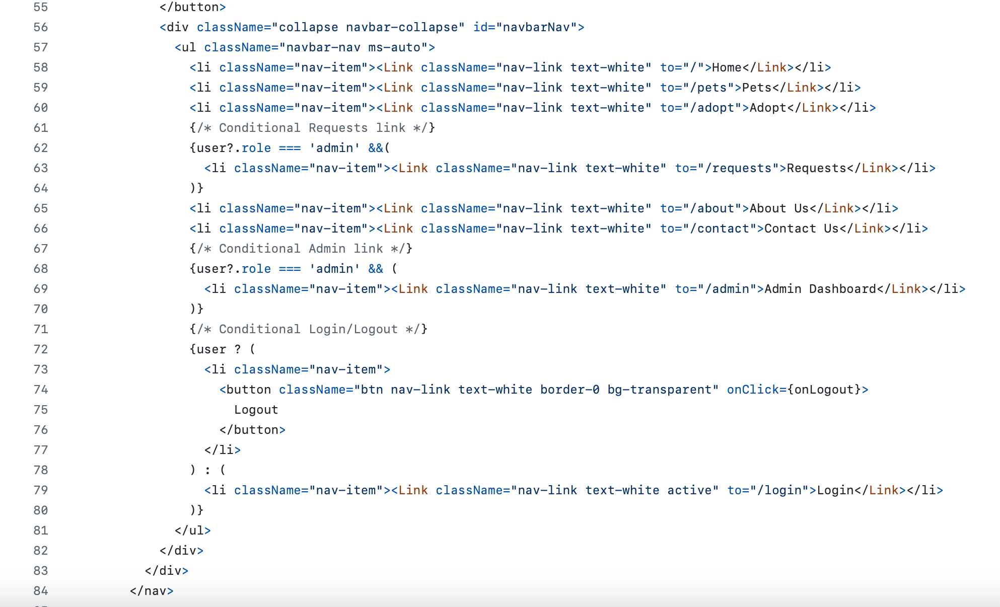 55 </button>
56 <div className="collapse navbar-collapse" id="navbarNav">
57 <ul className="navbar-nav ms-auto">
58 <li className="nav-item"><Link className="nav-link text-white" to="/">Home</Link></li>
59 <li className="nav-item"><Link className="nav-link text-white" to="/pets">Pets</Link></li>
60 <li className="nav-item"><Link className="nav-link text-white" to="/adopt">Adopt</Link></li>
61 {/* Conditional Requests link */}
62 {user?.role === 'admin' &&(
63 <li className="nav-item"><Link className="nav-link text-white" to="/requests">Requests</Link></li>
64 )}
65 <li className="nav-item"><Link className="nav-link text-white" to="/about">About Us</Link></li>
66 <li className="nav-item"><Link className="nav-link text-white" to="/contact">Contact Us</Link></li>
67 {/* Conditional Admin link */}
68 {user?.role === 'admin' && (
69 <li className="nav-item"><Link className="nav-link text-white" to="/admin">Admin Dashboard</Link></li>
70 )}
71 {/* Conditional Login/Logout */}
72 {user ? (
73 <li className="nav-item">
74 <button className="btn nav-link text-white border-0 bg-transparent" onClick={onLogout}>
75 Logout
76 </button>
77 </li>
78 ) : (
79 <li className="nav-item"><Link className="nav-link text-white active" to="/login">Login</Link></li>
80 )}
81 </ul>
82 </div>
83 </div>
84 </nav>